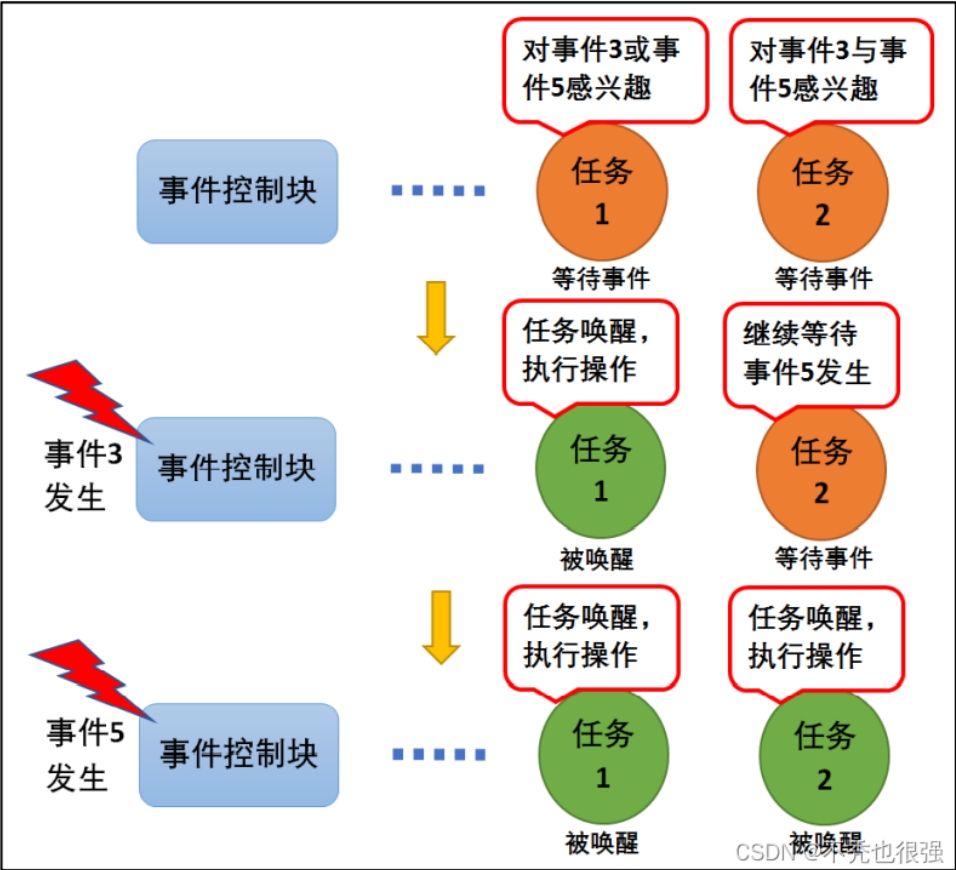 对事件3或事
件5感兴趣
对事件3与事
件5感兴趣
事件控制块
任务
1
任务
2
等待事件
等待事件
任务唤醒，
执行操作
继续等待
事件5发生
事件3
发生
事件控制块
任务
1
任务
2
被唤醒
等待事件
任务唤醒，
执行操作
任务唤醒，
执行操作
事件5
发生
事件控制块
任务
1
任务
2
被唤醒
被唤醒
CSDN @不秃也很强